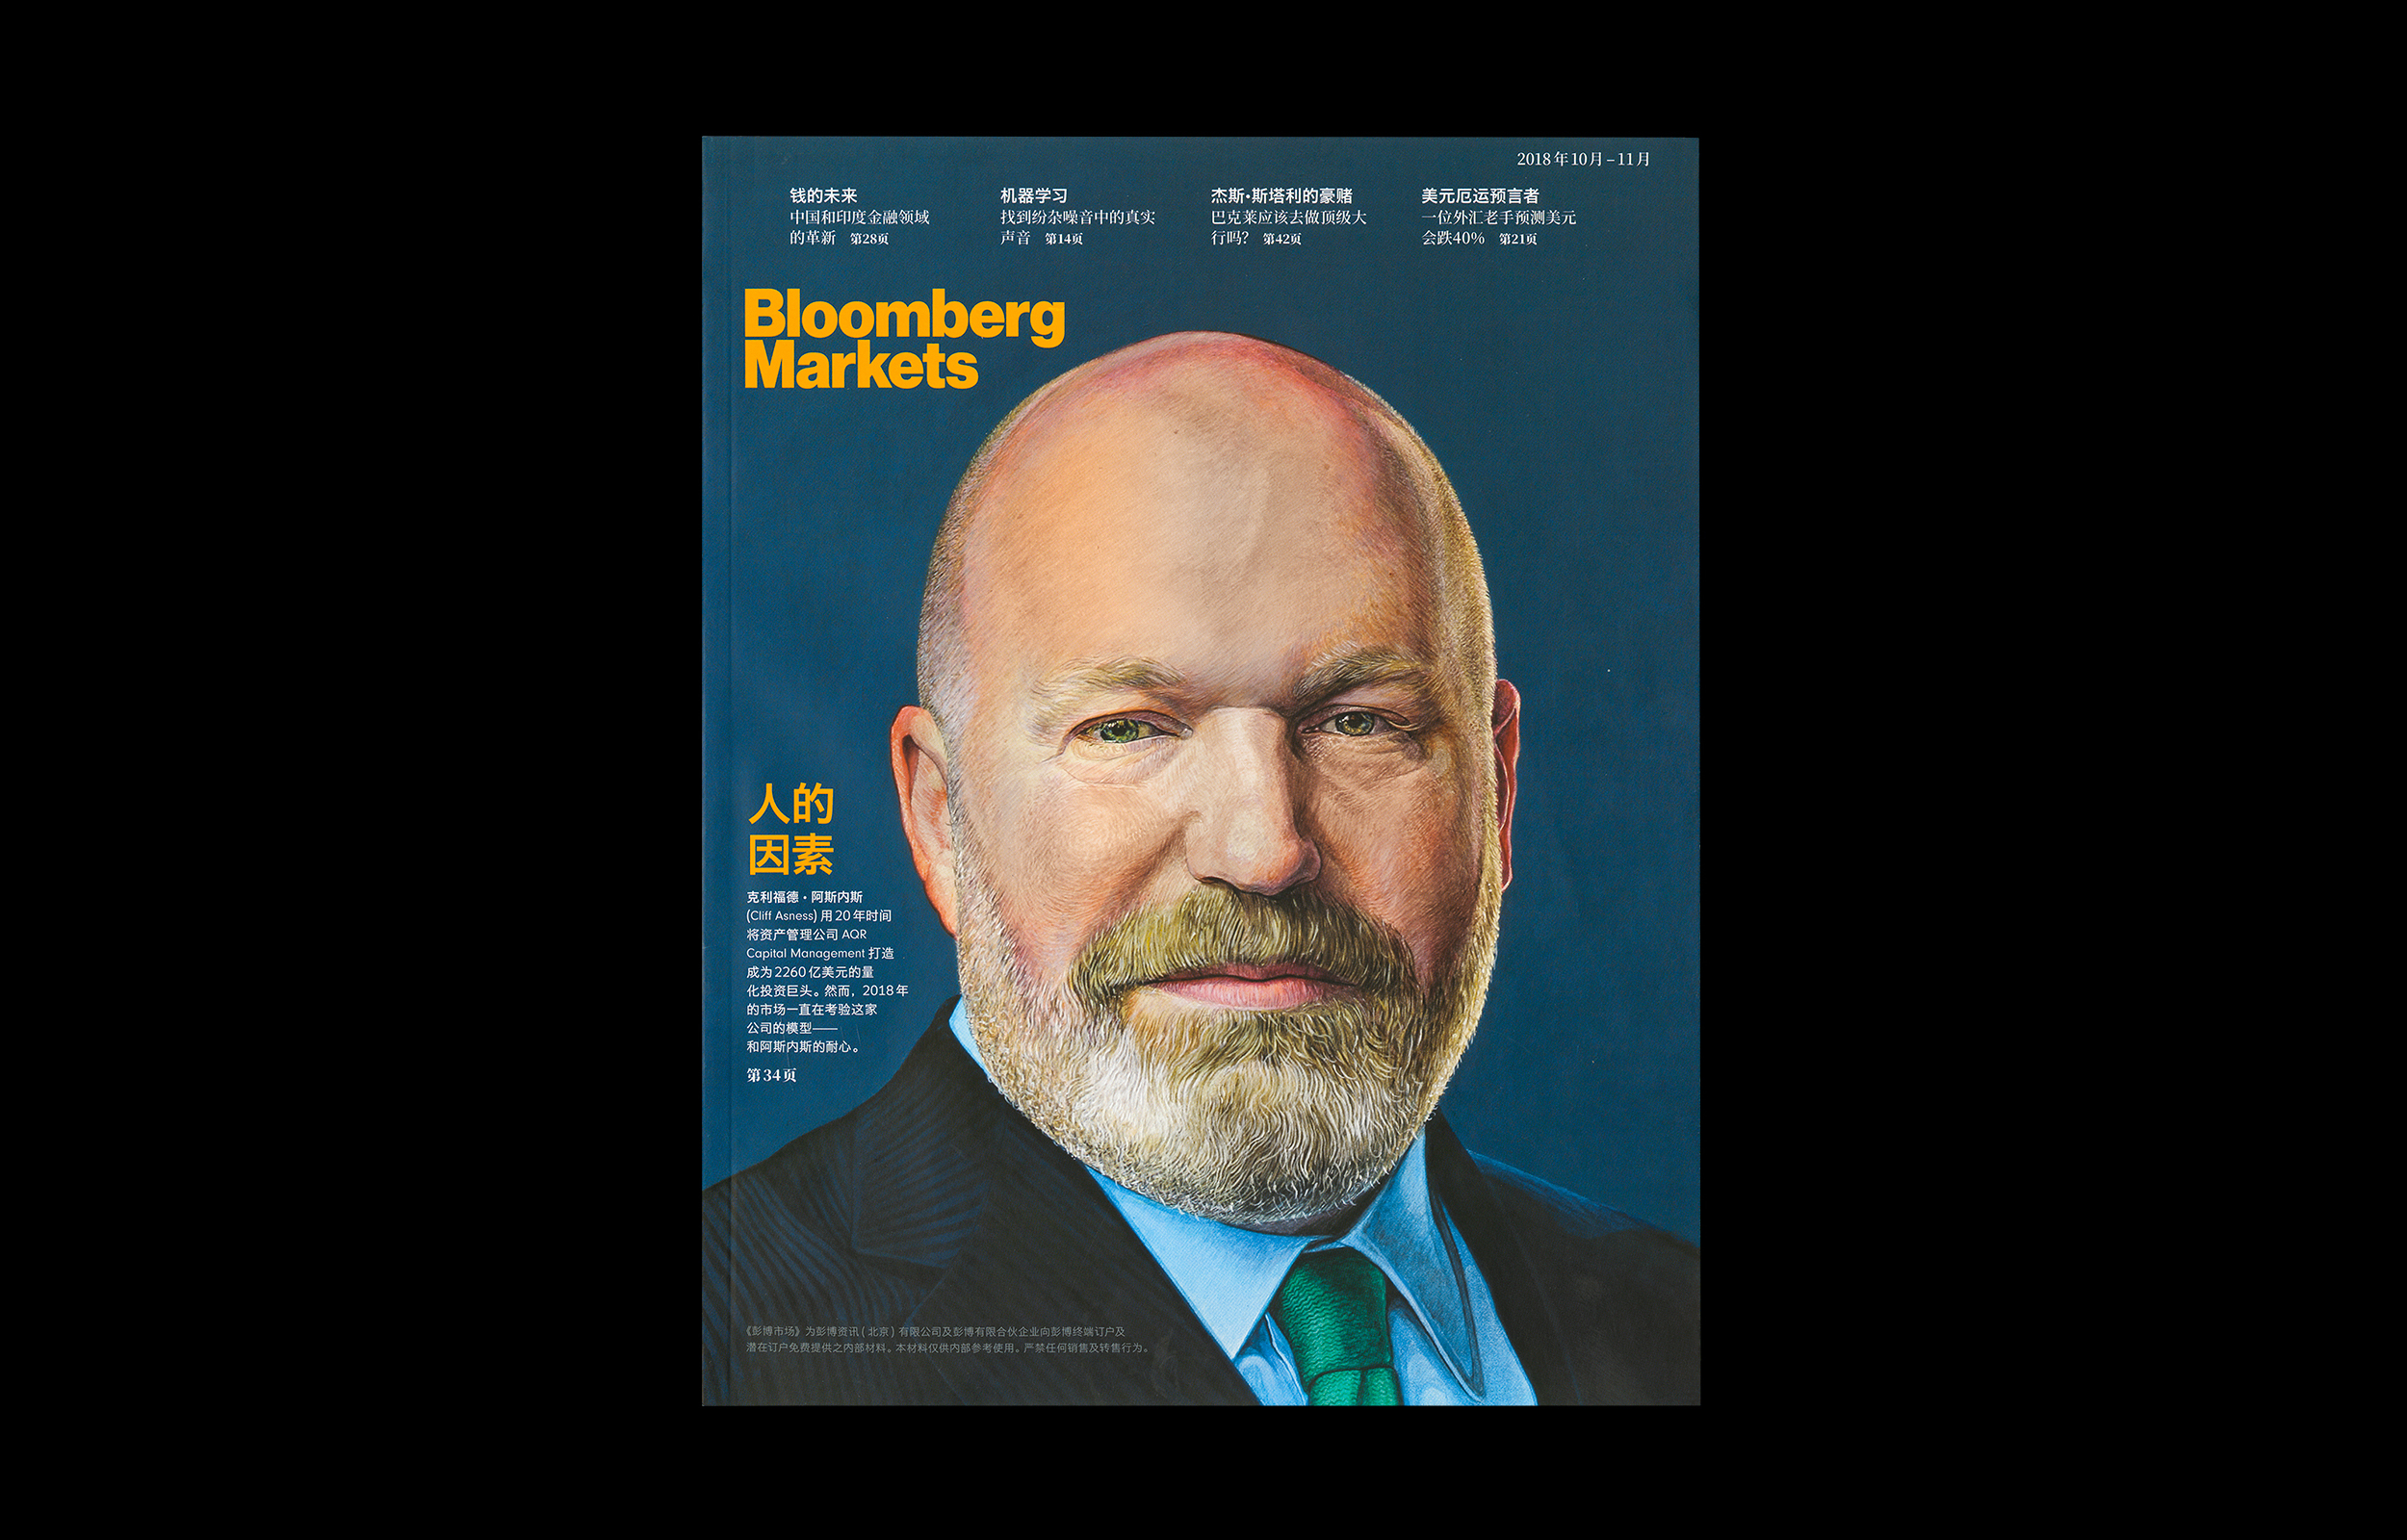 2018年10月–11月
钱的未来
中国和印度金融领域
的革新 第28页
机器学习
找到纷杂噪音中的真实
声音 第14页
杰斯·斯塔利的豪赌
巴克莱应该去做顶级大
行吗？ 第42页
美元厄运预言者
一位外汇老手预测美元
会跌40% 第21页
Bloomberg
Markets
人的
因素
克利福德·阿斯内斯
(Cliff Asness) 用20年时间
将资产管理公司 AQR
Capital Management 打造
成为2260亿美元的量
化投资巨头。然而，2018年
的市场一直在考验这家
公司的模型——
和阿斯内斯的耐心。
第34页
《彭博市场》为彭博资讯(北京)有限公司及彭博有限合伙企业向彭博终端订户及
潜在订户免费提供之内部材料。本材料仅供内部参考使用。严禁任何销售及转售行为。